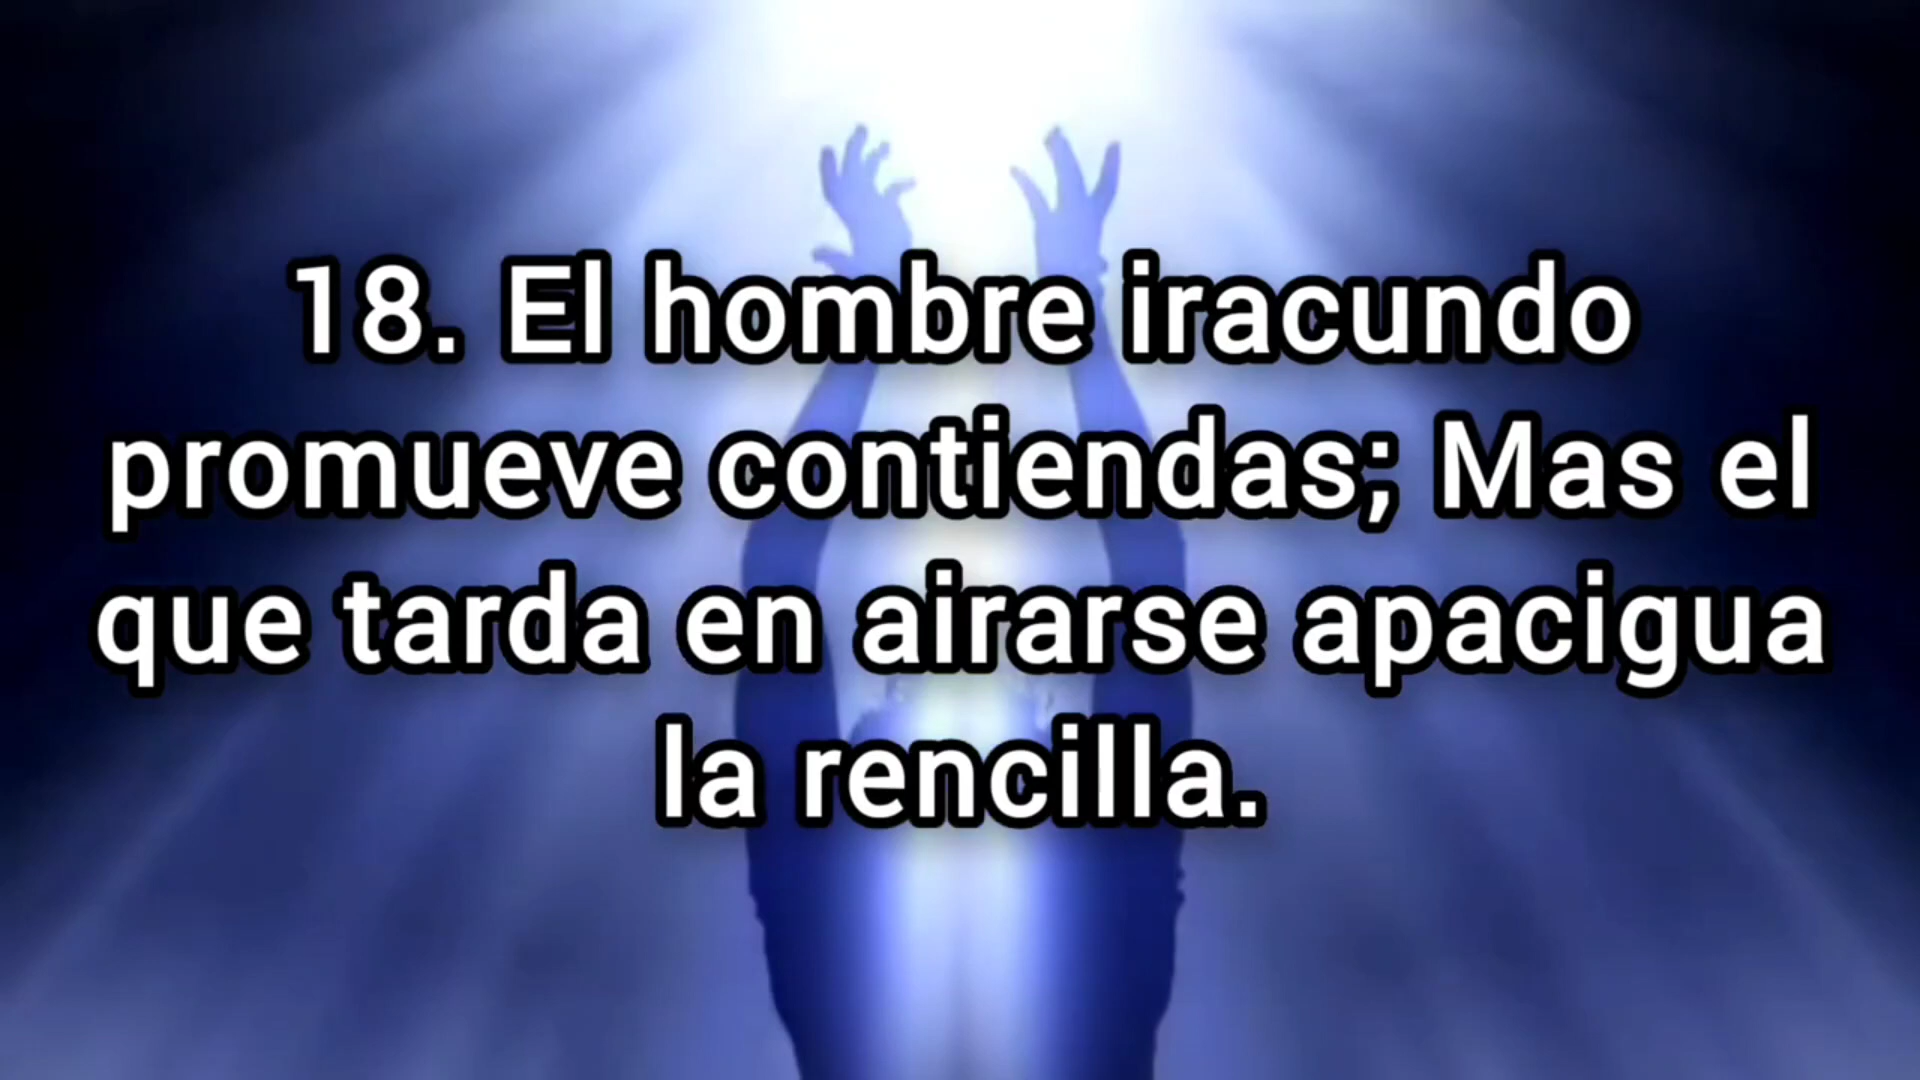 18. El hombre iracundo
promueve contiendas; Mas el
que tarda en airarse apacigua
la rencilla.